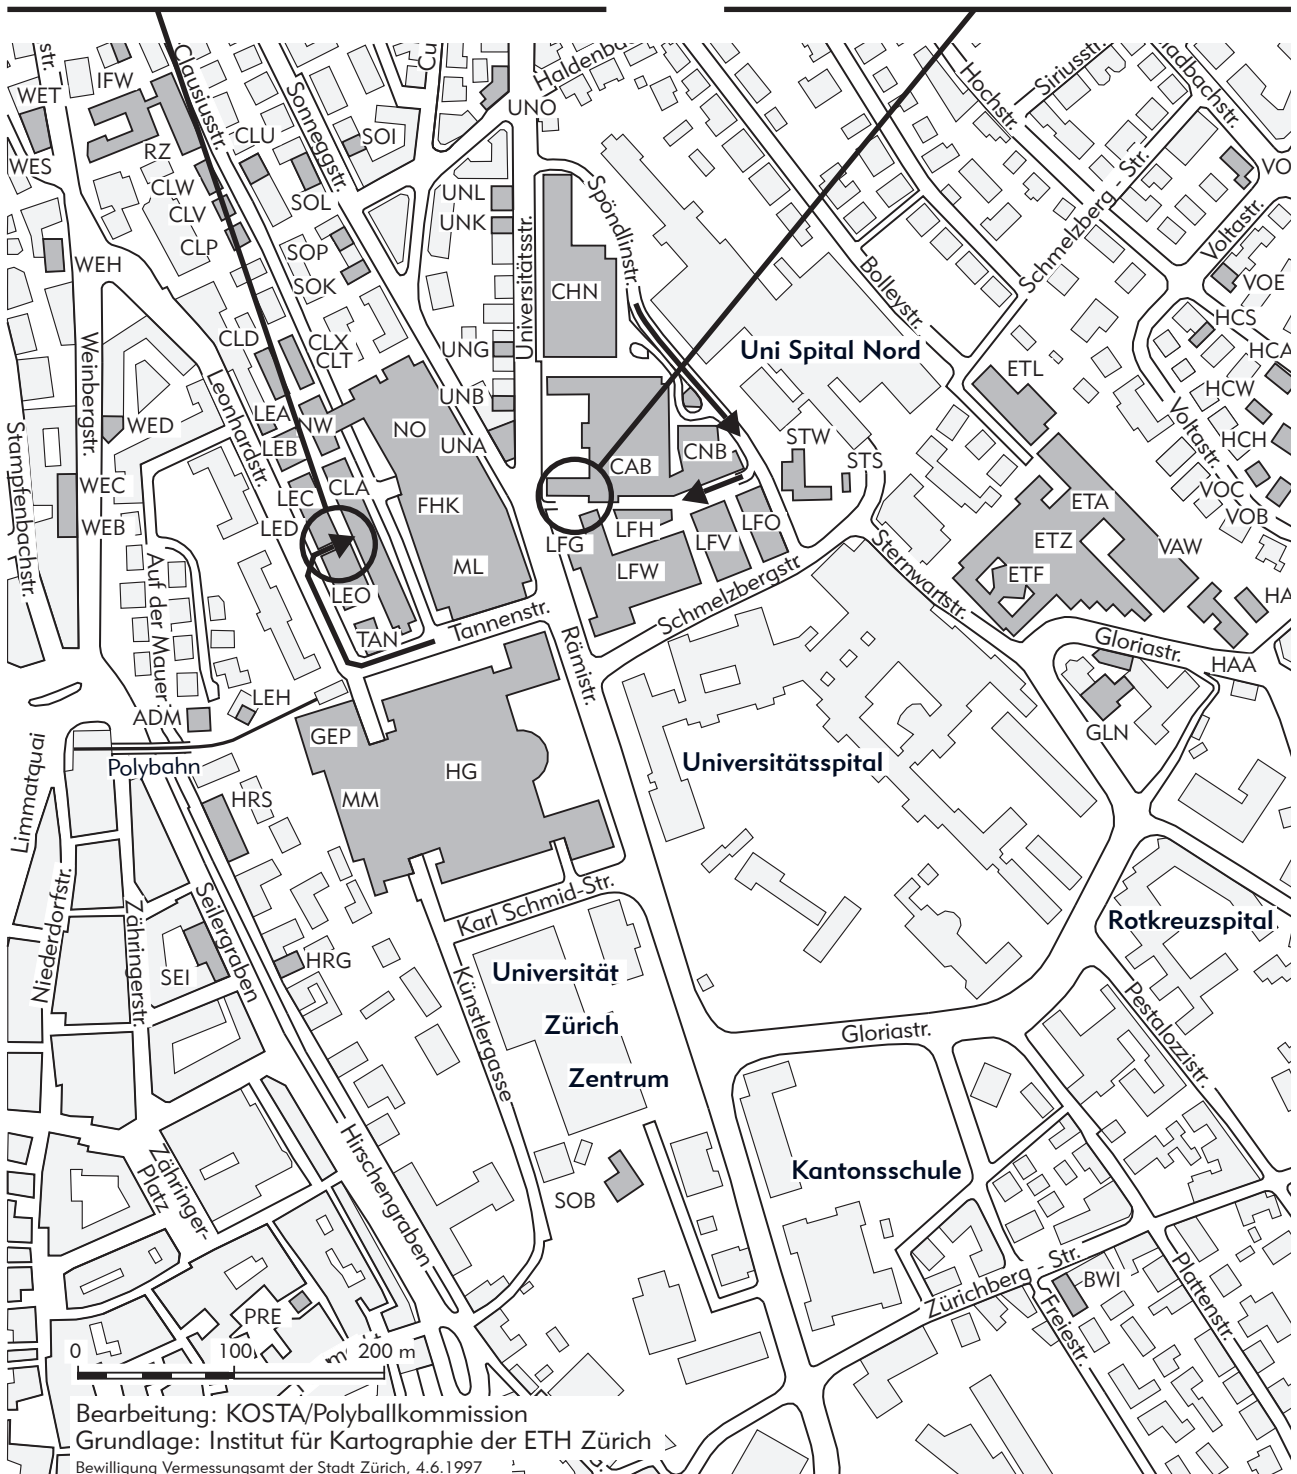 WET
IFW
WES
RZ
Clausiusstr.
CLU
Sonneggstr.
SOI
UNO
CLW
CLV
CLP
SOL
SOP
SOK
UNL
UNK
Universitätsstr.
Spöndlinstr.
Hochstr.
Siriusstr.
Schmelzberg - Str.
Voltastr.
VOE
WEH
Weinbergstr.
CLD
CLX
CLT
CHN
UNG
UNB
Bolleystr.
Uni Spital Nord
ETL
HCS
HCW
HCH
Voltastr.
VOC
VOB
Stampfenbachstr.
WED
Leonhardstr.
LEA
LEB
NW
NO
UNA
CAB
CNB
STW
STS
WEC
WEB
LEC
LED
CLA
FHK
ML
LFG
LFH
LFW
LFV
LFO
ETA
ETZ
ETF
VAW
Auf der Mauer.
LEO
TAN
Tannenstr.
Rämistr.
Schmelzbergstr
Sternwartstr.
Gloriastr.
HAA
GLN
ADM
LEH
Limmatquai
Polybahn
GEP
MM
HG
HRS
Universitätsspital
Niederdorfstr.
Zähringerstr.
Seilergraben
SEI
HRG
Karl Schmid-Str.
Universität
Zürich
Zentrum
Künstlergasse
Rotkreuzspital
Gloriastr.
Pestalozzistr.
Zähringer-
Platz
Hirschengraben
SOB
Kantonsschule
PRE
Zürichberg - Str.
BWI
Freiestr.
Plattenstr.
0 100 200 m
Bearbeitung: KOSTA/Polyballkommission
Grundlage: Institut für Kartographie der ETH Zürich
Bewilligung Vermessungsamt der Stadt Zürich, 4.6.1997